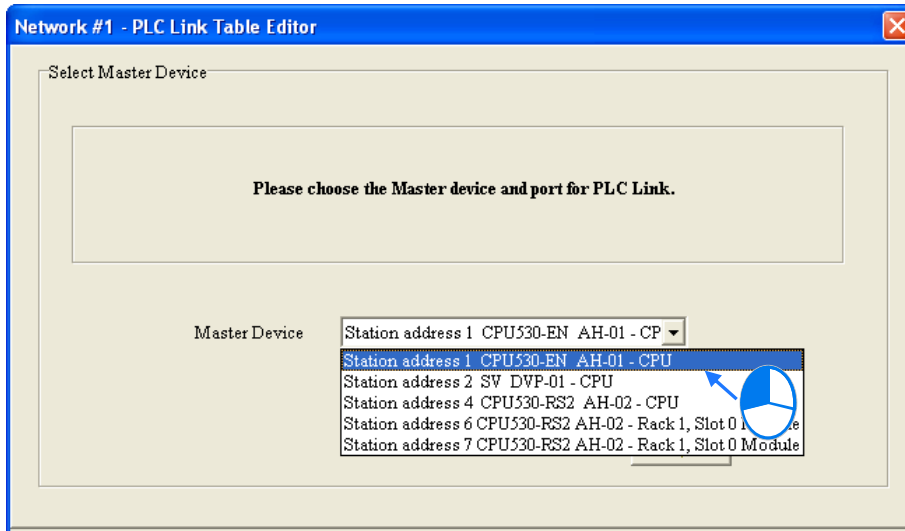 Network #1 - PLC Link Table Editor
Select Master Device
Please choose the Master device and port for PLC Link.
Master Device
Station address 1 CPU530-EN AH-01 - CP
Station address 1 CPU530-EN AH-01 - CPU
Station address 2 SV DVP-01 - CPU
Station address 4 CPU530-RS2 AH-02 - CPU
Station address 6 CPU530-RS2 AH-02 - Rack 1, Slot 0
Station address 7 CPU530-RS2 AH-02 - Rack 1, Slot 0 Module